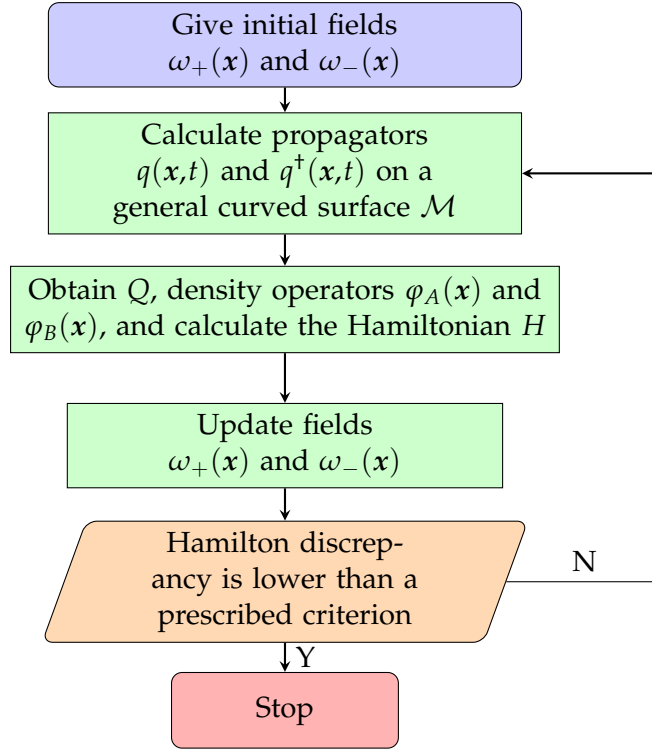 Give initial fields
ω₊(x) and ω₋(x)
Calculate propagators
q(x,t) and q†(x,t) on a
general curved surface ℳ
Obtain Q, density operators φ_A(x) and
φ_B(x), and calculate the Hamiltonian H
Update fields
ω₊(x) and ω₋(x)
Hamilton discrep-
ancy is lower than a
prescribed criterion
N
Y
Stop